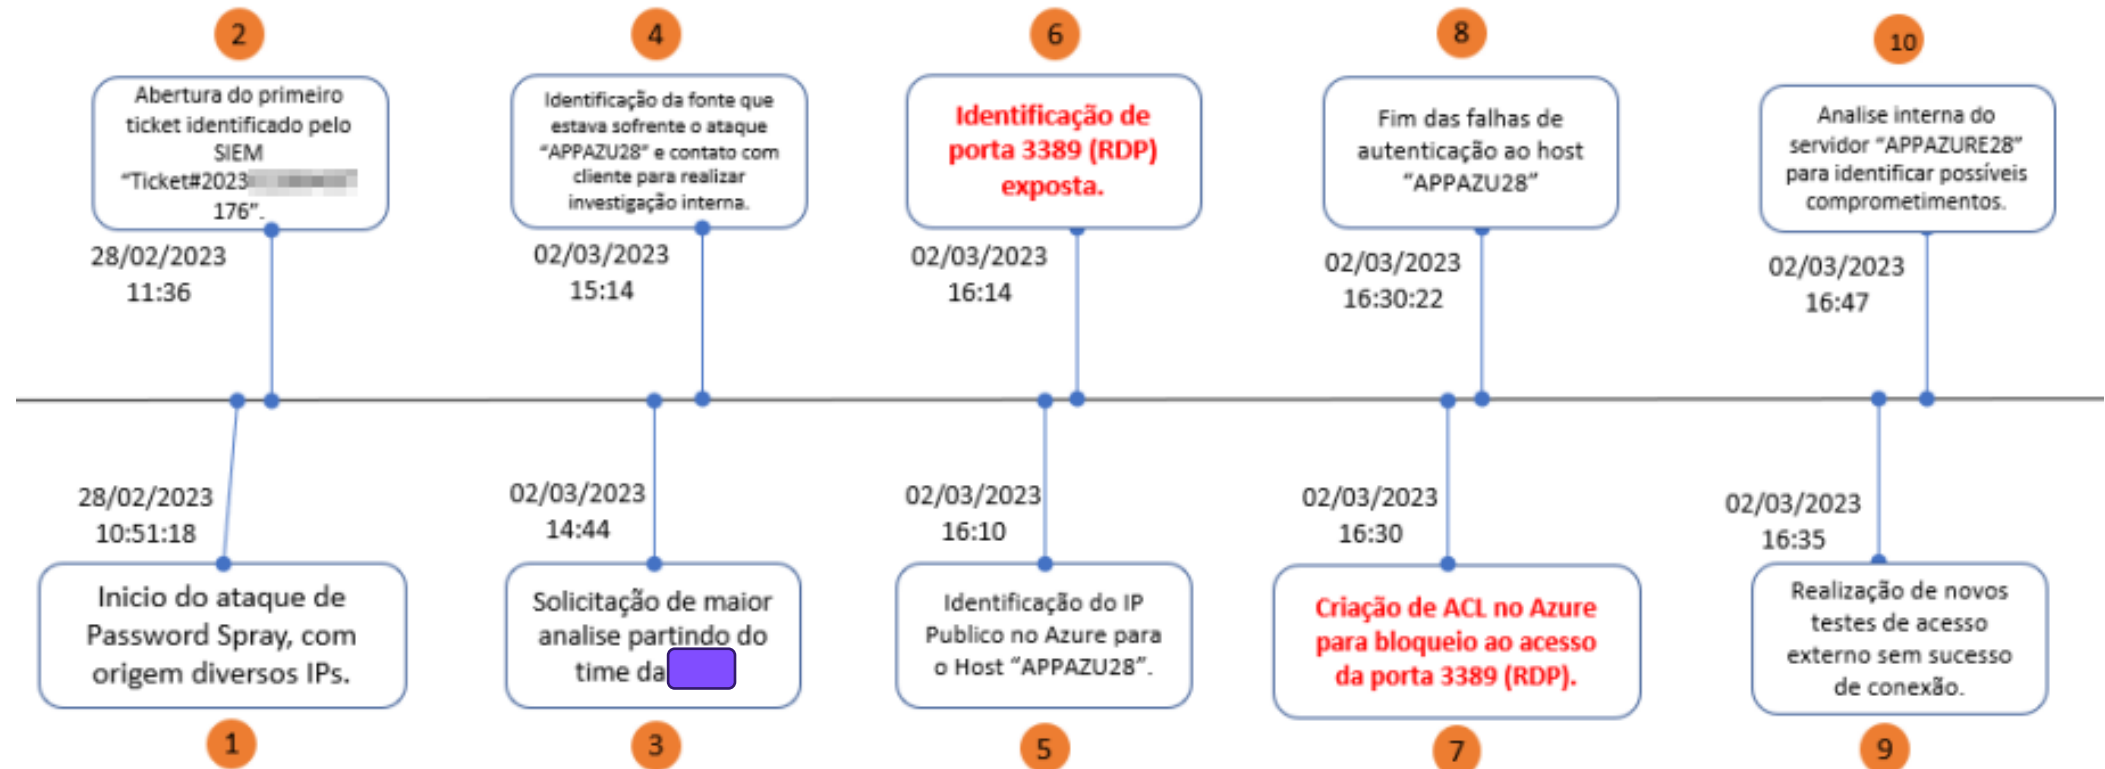 2
Abertura do primeiro
ticket identificado pelo
SIEM
“Ticket#2023
176”.
28/02/2023
11:36
4
Identificação da fonte que
estava sofrente o ataque
“APPAZU28” e contato com
cliente para realizar
investigação interna.
02/03/2023
15:14
6
Identificação de
porta 3389 (RDP)
exposta.
02/03/2023
16:14
8
Fim das falhas de
autenticação ao host
“APPAZU28”
02/03/2023
16:30:22
10
Analise interna do
servidor “APPAZURE28”
para identificar possíveis
comprometimentos.
02/03/2023
16:47
28/02/2023
10:51:18
Inicio do ataque de
Password Spray, com
origem diversos IPs.
1
02/03/2023
14:44
Solicitação de maior
analise partindo do
time da
3
02/03/2023
16:10
Identificação do IP
Publico no Azure para
o Host “APPAZU28”.
5
02/03/2023
16:30
Criação de ACL no Azure
para bloqueio ao acesso
da porta 3389 (RDP).
7
02/03/2023
16:35
Realização de novos
testes de acesso
externo sem sucesso
de conexão.
9